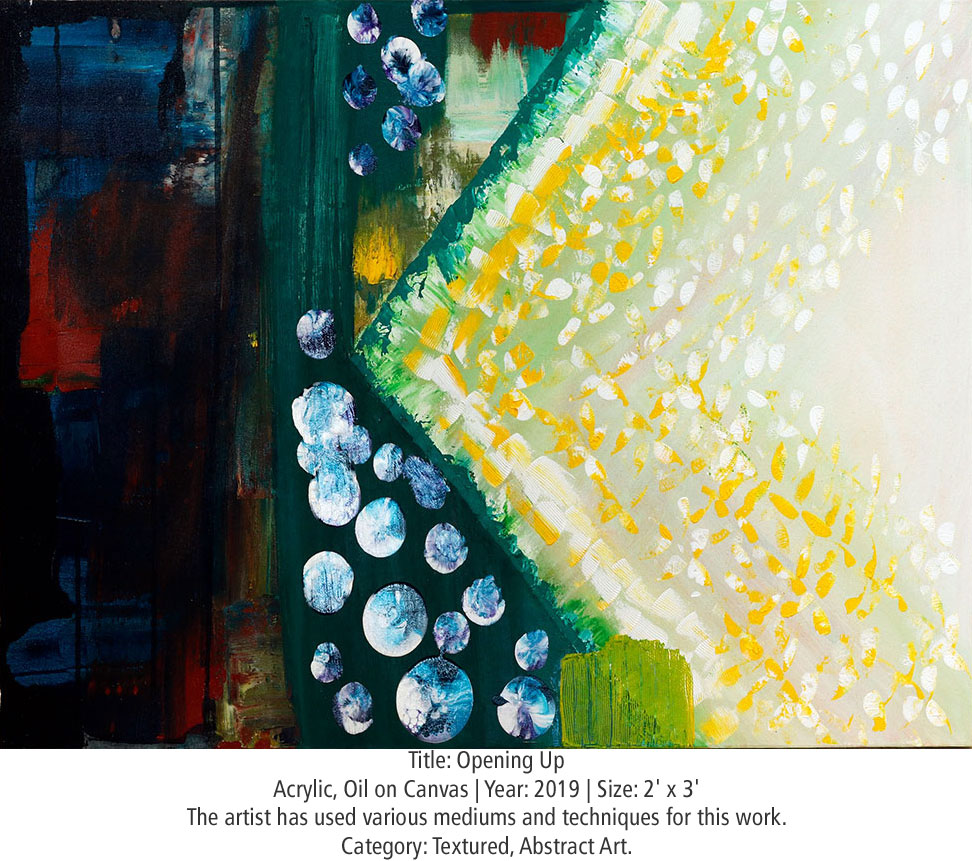 Title: Opening Up
Acrylic, Oil on Canvas | Year: 2019 | Size: 2' x 3'
The artist has used various mediums and techniques for this work.
Category: Textured, Abstract Art.